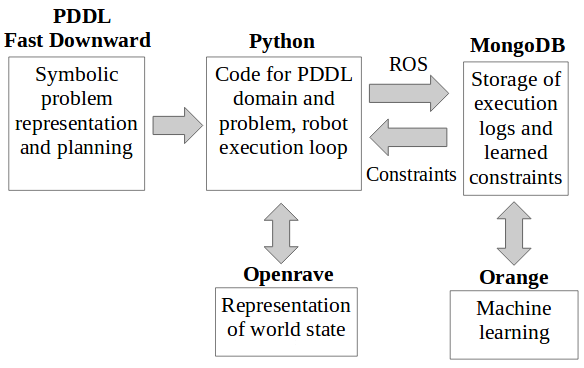 PDDL
Fast Downward
Symbolic
problem
representation
and planning
Python
Code for PDDL
domain and
problem, robot
execution loop
ROS
Constraints
MongoDB
Storage of
execution
logs and
learned
constraints
Openrave
Representation
of world state
Orange
Machine
learning